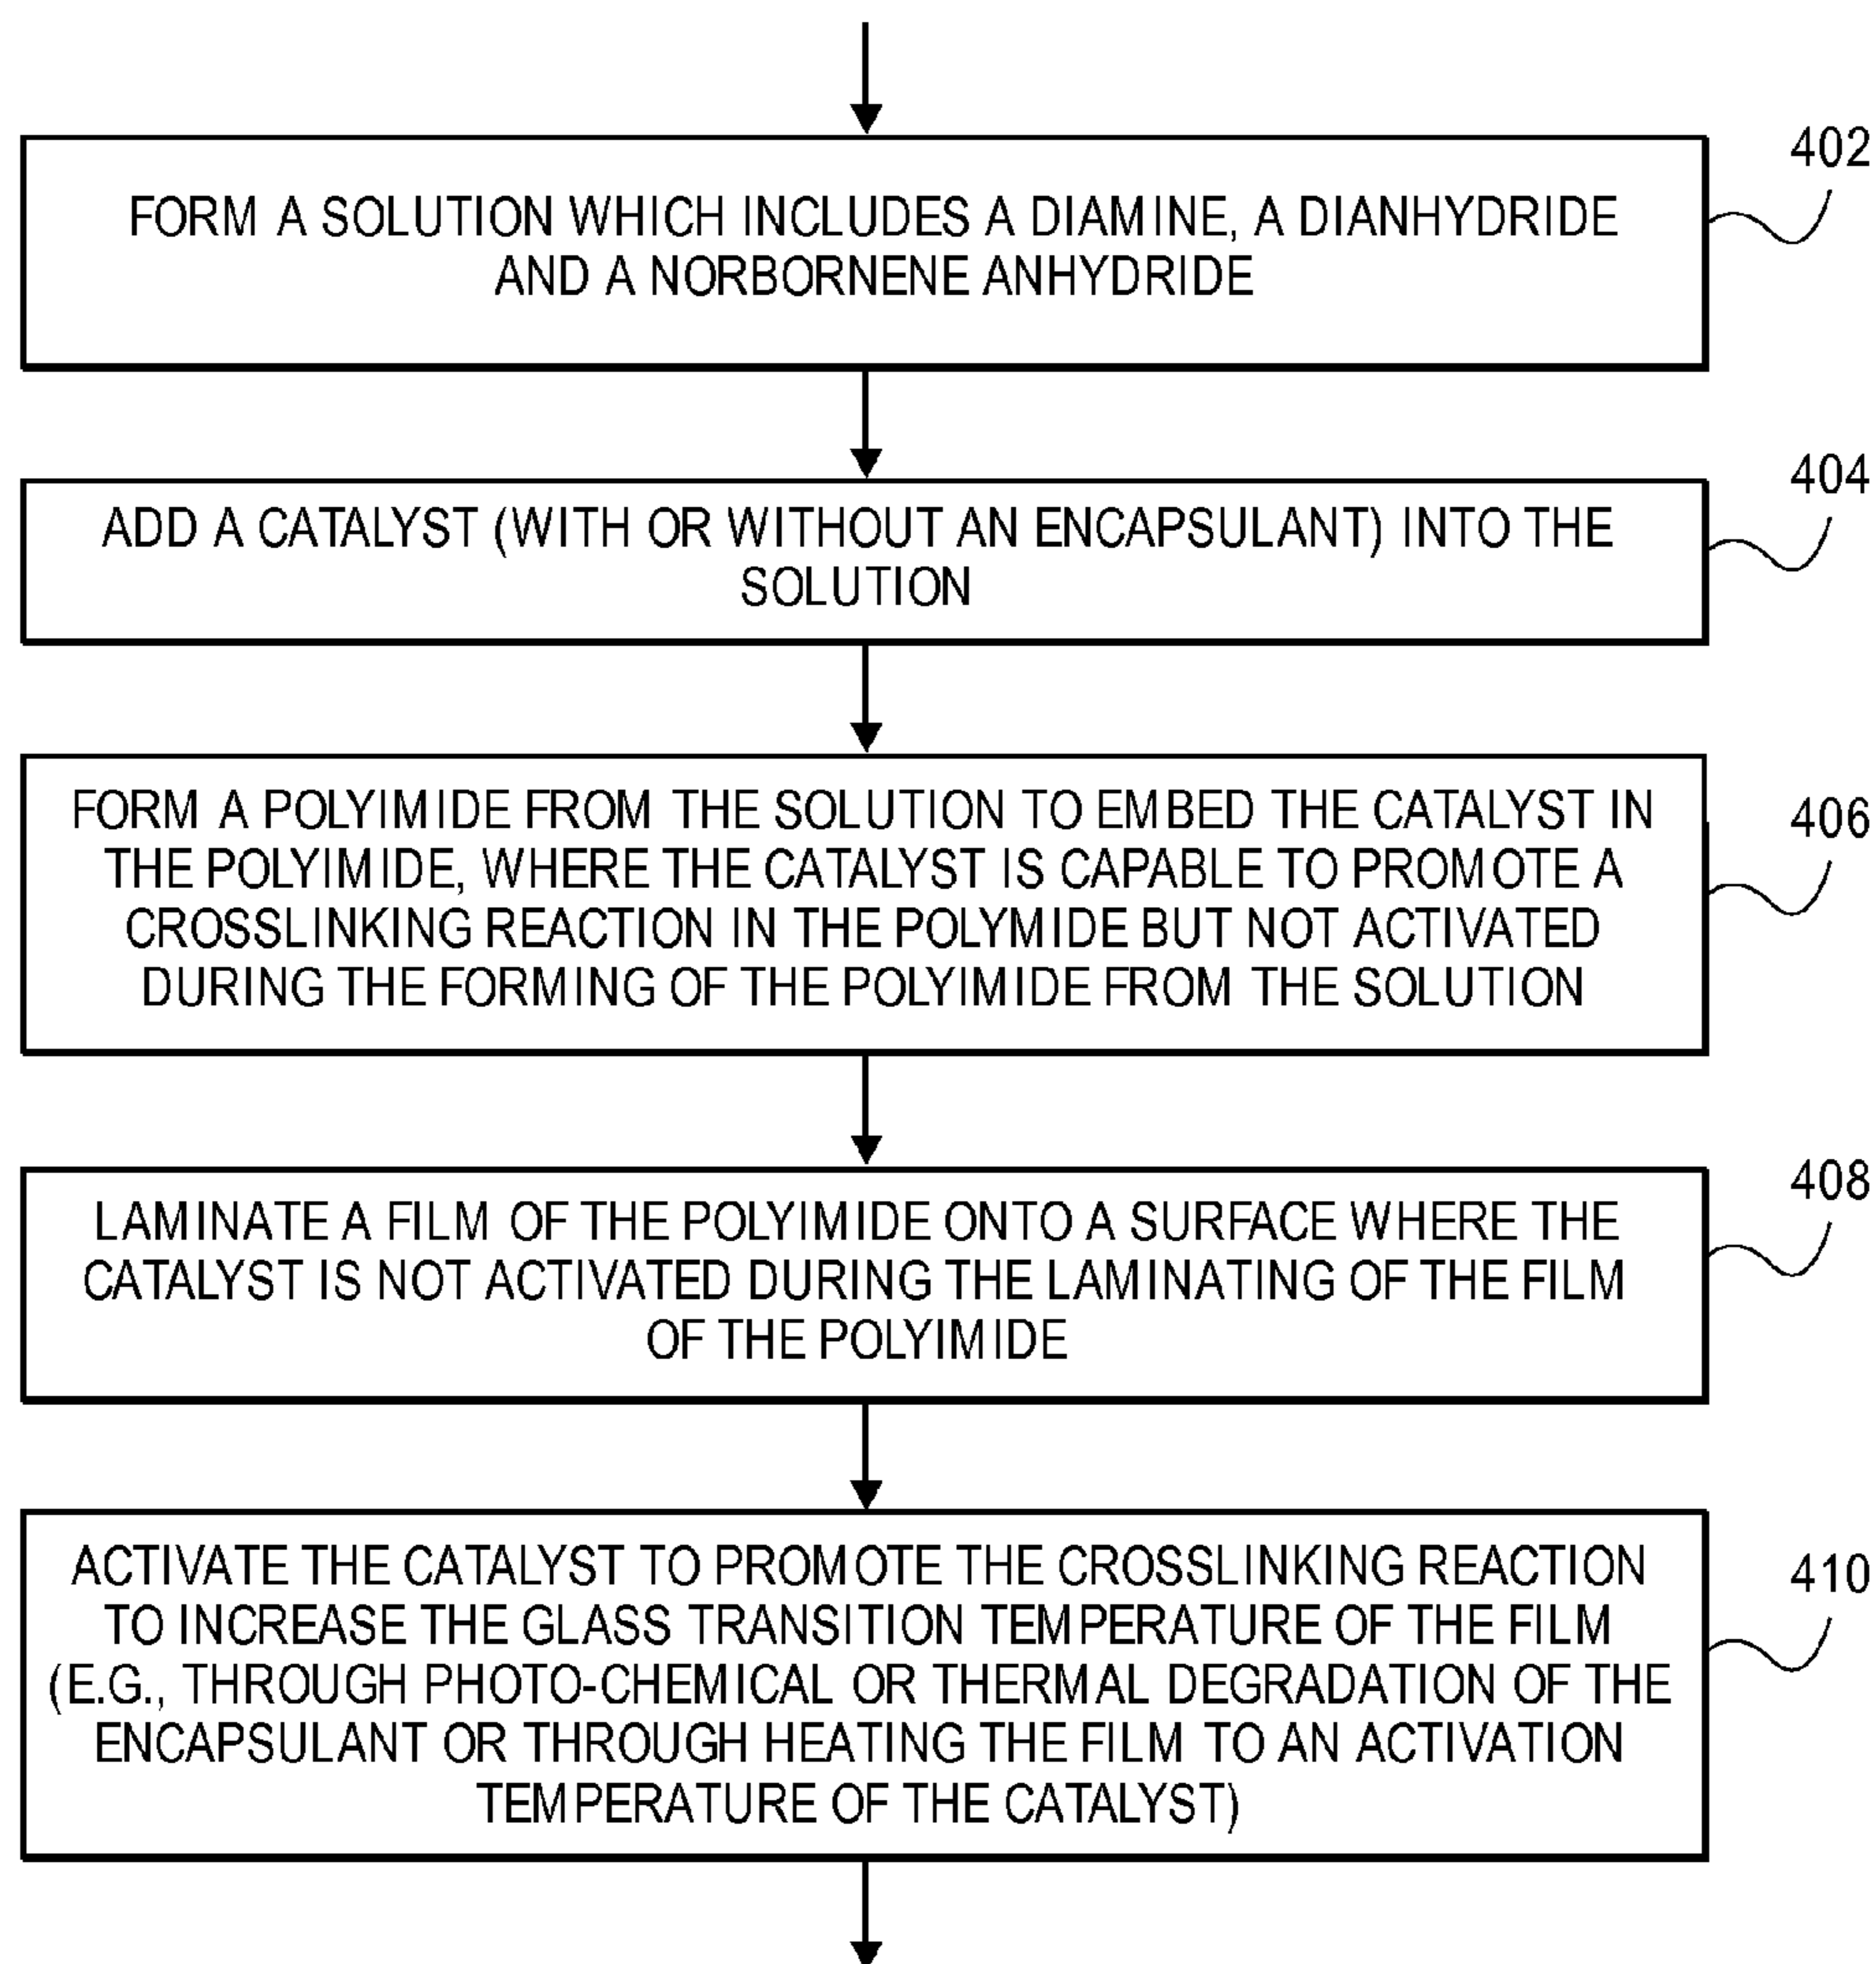 402
FORM A SOLUTION WHICH INCLUDES A DIAMINE, A DIANHYDRIDE
AND A NORBORNENE ANHYDRIDE
404
ADD A CATALYST (WITH OR WITHOUT AN ENCAPSULANT) INTO THE
SOLUTION
406
FORM A POLYIMIDE FROM THE SOLUTION TO EMBED THE CATALYST IN
THE POLYIMIDE, WHERE THE CATALYST IS CAPABLE TO PROMOTE A
CROSSLINKING REACTION IN THE POLYMIDE BUT NOT ACTIVATED
DURING THE FORMING OF THE POLYIMIDE FROM THE SOLUTION
408
LAMINATE A FILM OF THE POLYIMIDE ONTO A SURFACE WHERE THE
CATALYST IS NOT ACTIVATED DURING THE LAMINATING OF THE FILM
OF THE POLYIMIDE
410
ACTIVATE THE CATALYST TO PROMOTE THE CROSSLINKING REACTION
TO INCREASE THE GLASS TRANSITION TEMPERATURE OF THE FILM
(E.G., THROUGH PHOTO-CHEMICAL OR THERMAL DEGRADATION OF THE
ENCAPSULANT OR THROUGH HEATING THE FILM TO AN ACTIVATION
TEMPERATURE OF THE CATALYST)